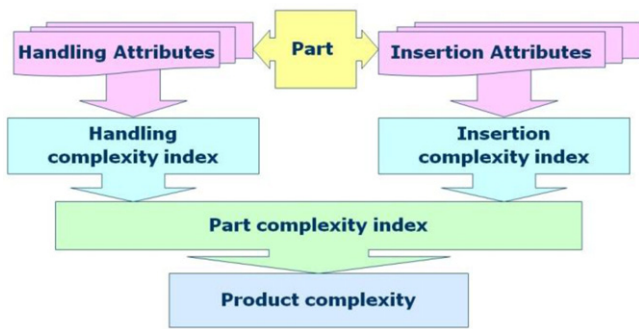 Handling Attributes
Part
Insertion Attributes
Handling
complexity index
Insertion
complexity index
Part complexity index
Product complexity